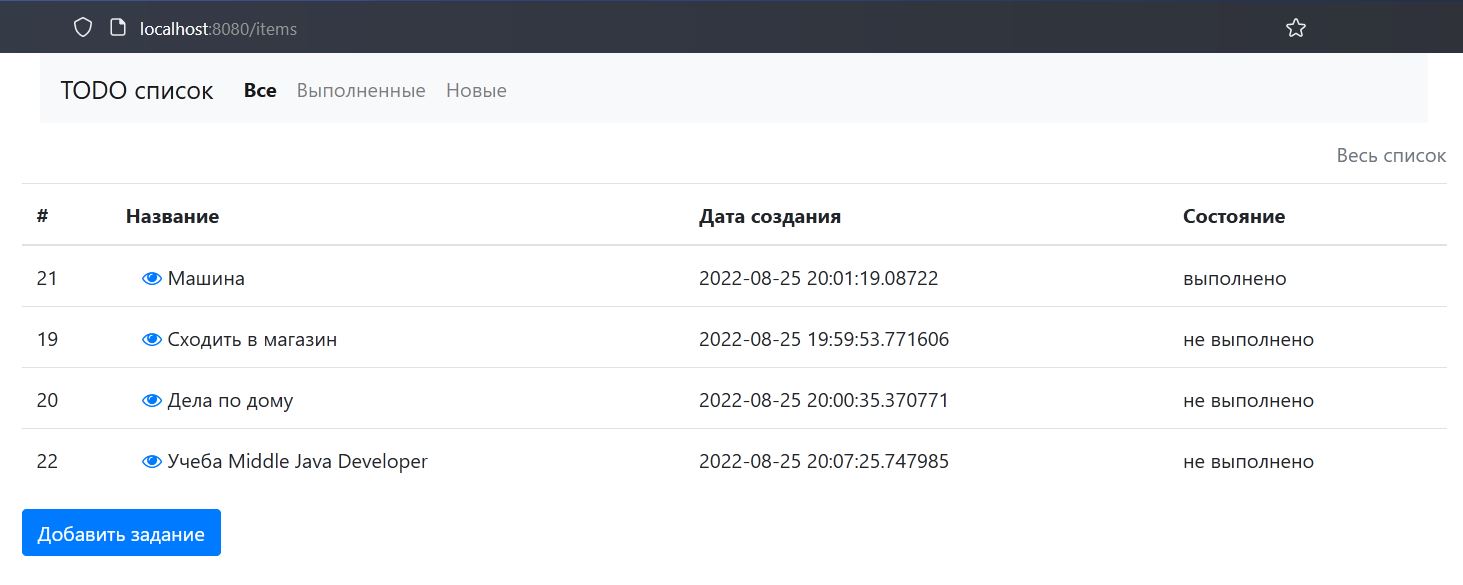 localhost:8080/items
TODO список Все Выполненные Новые
Весь список
# Название Дата создания Состояние
21 Машина 2022-08-25 20:01:19.08722 выполнено
19 Сходить в магазин 2022-08-25 19:59:53.771606 не выполнено
20 Дела по дому 2022-08-25 20:00:35.370771 не выполнено
22 Учеба Middle Java Developer 2022-08-25 20:07:25.747985 не выполнено
Добавить задание